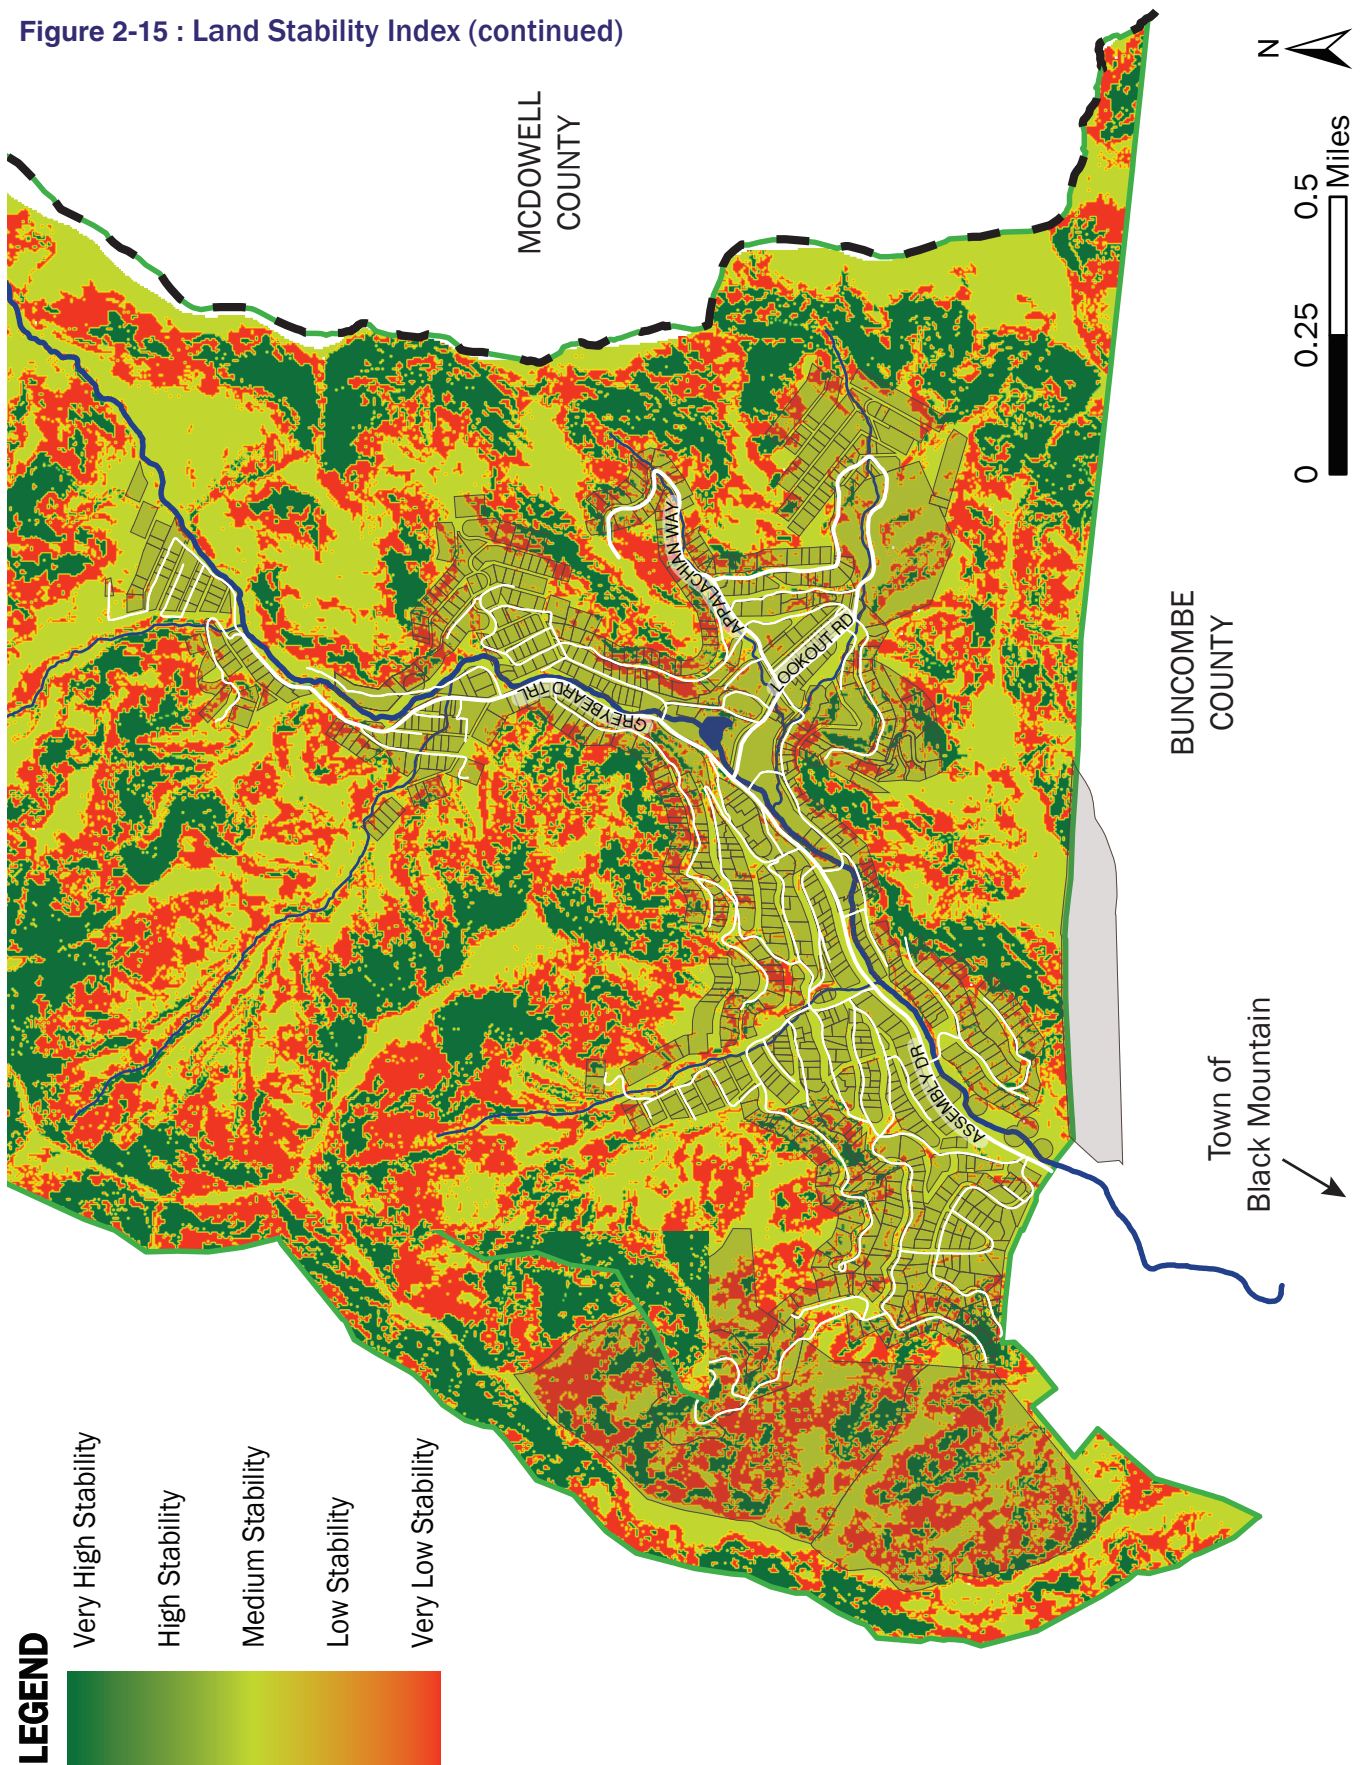 Figure 2-15 : Land Stability Index (continued)
N
MCDOWELL
COUNTY
0
0.25
0.5
Miles
APPALACHIAN WAY
LOOKOUT RD
GREYBEARD TRL
ASSEMBLY DR
BUNCOMBE
COUNTY
Town of
Black Mountain
LEGEND
Very High Stability
High Stability
Medium Stability
Low Stability
Very Low Stability